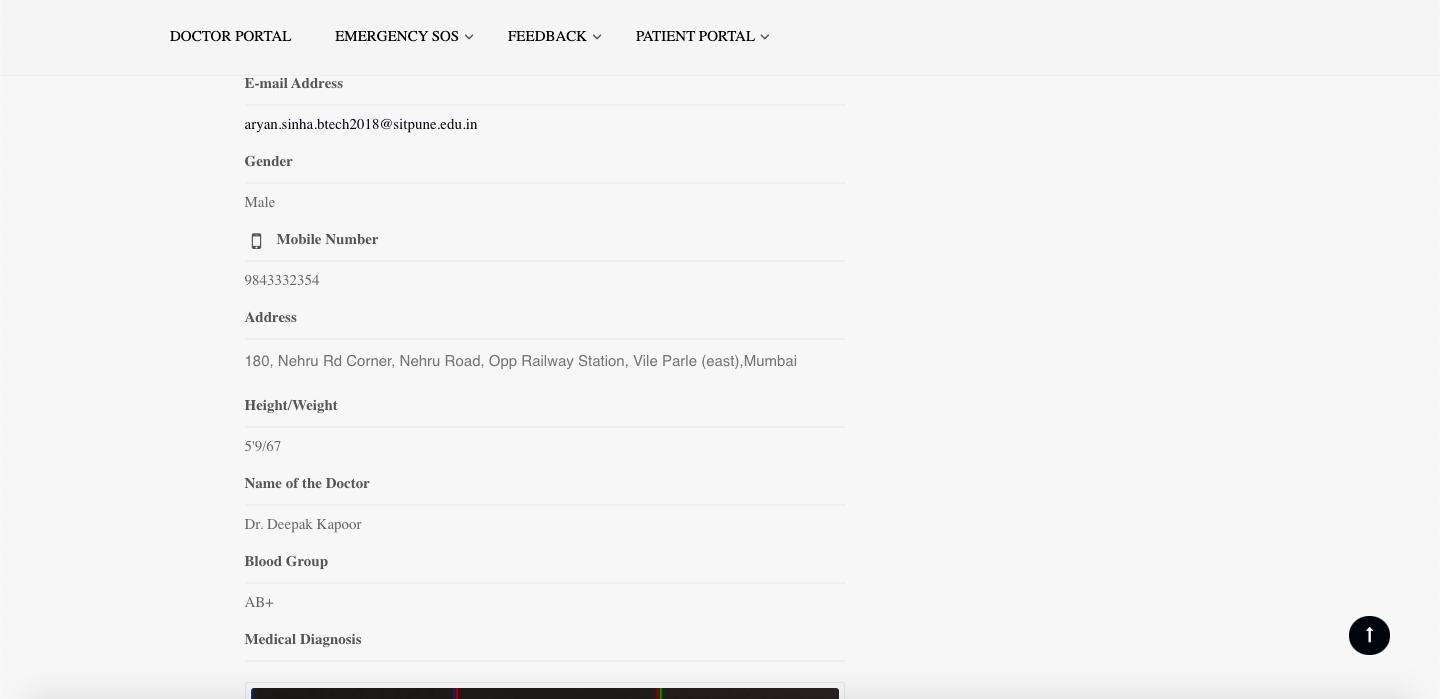 DOCTOR PORTAL EMERGENCY SOS FEEDBACK PATIENT PORTAL
E-mail Address
aryan.sinha.btech2018@sitpune.edu.in
Gender
Male
Mobile Number
9843332354
Address
180, Nehru Rd Corner, Nehru Road, Opp Railway Station, Vile Parle (east),Mumbai
Height/Weight
5'9/67
Name of the Doctor
Dr. Deepak Kapoor
Blood Group
AB+
Medical Diagnosis